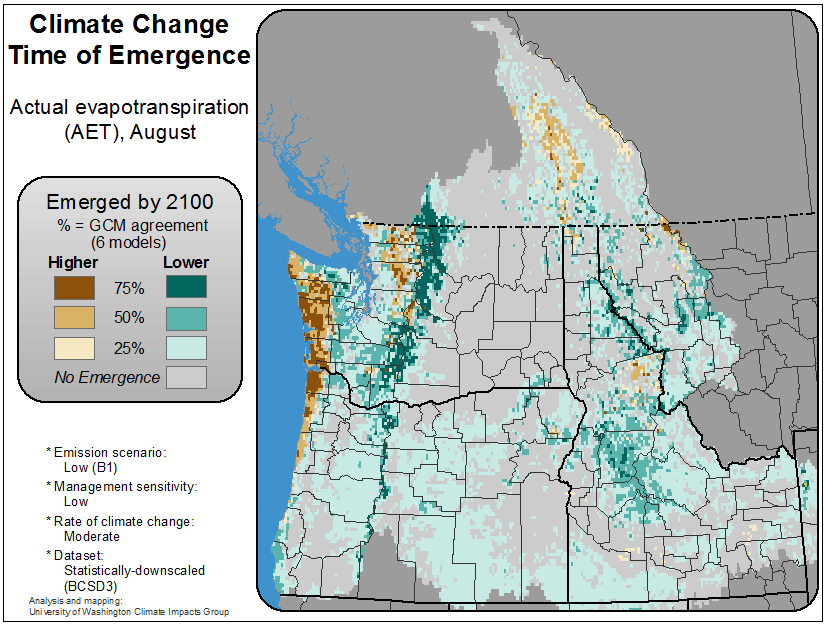 Climate Change
Time of Emergence
Actual evapotranspiration
(AET), August
Emerged by 2100
% = GCM agreement
(6 models)
Higher Lower
75%
50%
25%
No Emergence
* Emission scenario:
Low (B1)
* Management sensitivity:
Low
* Rate of climate change:
Moderate
* Dataset:
Statistically-downscaled
(BCSD3)
Analysis and mapping:
University of Washington Climate Impacts Group